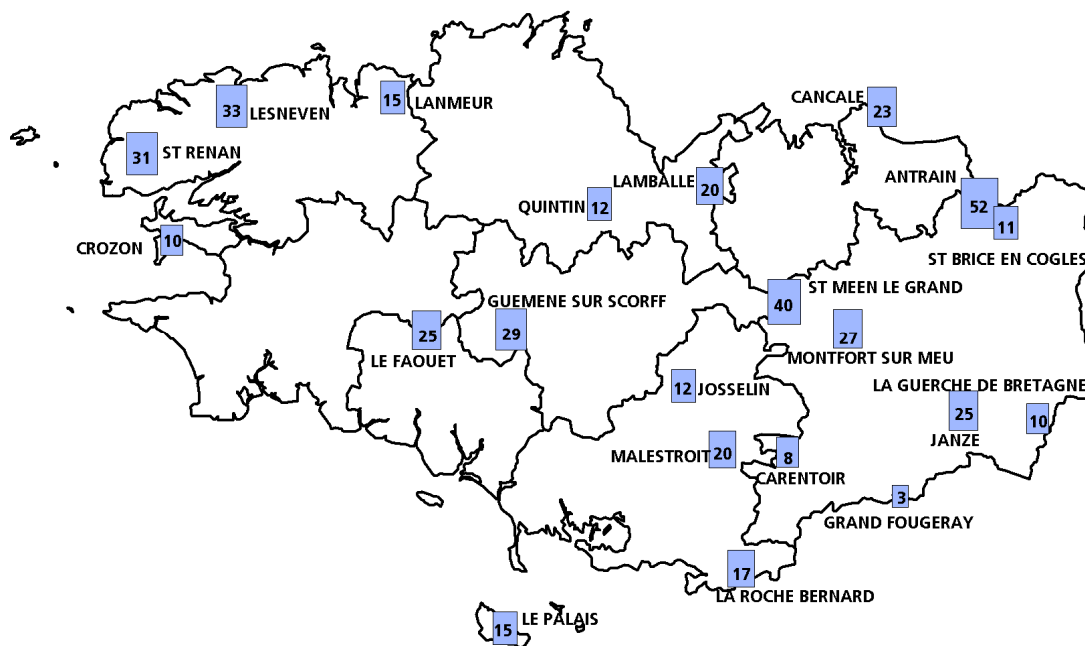 CANCALE
23
15
LANMEUR
33
LESNEVEN
31
ST RENAN
LAMBALLE
20
ANTRAIN
52
QUINTIN
12
11
CROZON
10
ST BRICE EN COGLES
ST MEEN LE GRAND
40
GUEMENE SUR SCORFF
29
25
LE FAOUET
27
MONTFORT SUR MEU
12
JOSSELIN
LA GUERCHE DE BRETAGNE
25
10
JANZE
MALESTROIT
20
8
CARENTOIR
3
GRAND FOUGERAY
17
LA ROCHE BERNARD
15
LE PALAIS